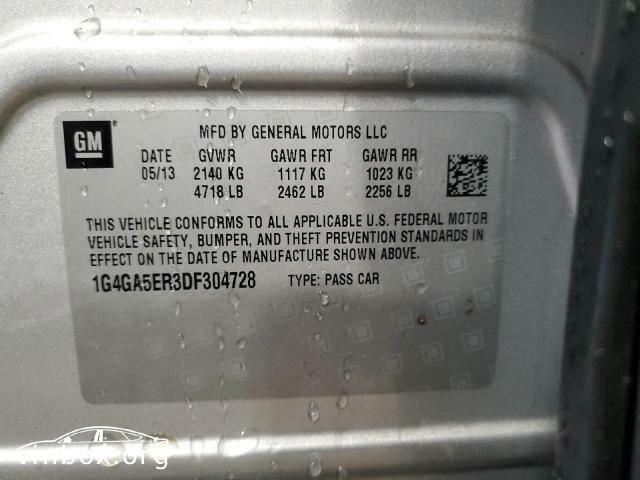 GM®
MFD BY GENERAL MOTORS LLC
DATE GVWR GAWR FRT GAWR RR
05/13 2140 KG 1117 KG 1023 KG
4718 LB 2462 LB 2256 LB
THIS VEHICLE CONFORMS TO ALL APPLICABLE U.S. FEDERAL MOTOR
VEHICLE SAFETY, BUMPER, AND THEFT PREVENTION STANDARDS IN
EFFECT ON THE DATE OF MANUFACTURE SHOWN ABOVE.
1G4GA5ER3DF304728 TYPE: PASS CAR
vinbox.org